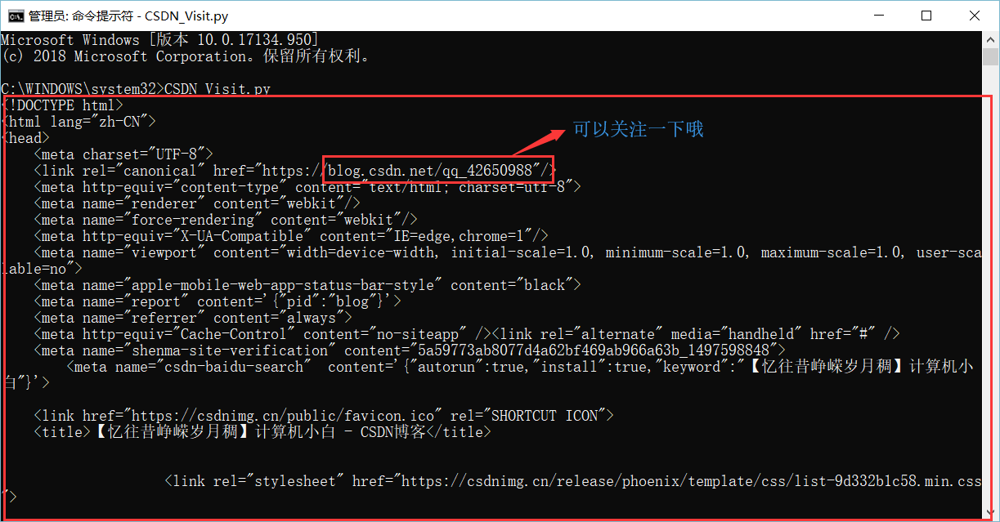 管理员: 命令提示符 - CSDN_Visit.py
Microsoft Windows [版本 10.0.17134.950]
(c) 2018 Microsoft Corporation。保留所有权利。
C:\WINDOWS\system32>CSDN_Visit.py
<!DOCTYPE html>
<html lang="zh-CN">
<head>
可以关注一下哦
<meta charset="UTF-8">
<link rel="canonical" href="https://blog.csdn.net/qq_42650988"/>
<meta http-equiv="content-type" content="text/html; charset=utf-8">
<meta name="renderer" content="webkit"/>
<meta name="force-rendering" content="webkit"/>
<meta http-equiv="X-UA-Compatible" content="IE=edge,chrome=1"/>
<meta name="viewport" content="width=device-width, initial-scale=1.0, minimum-scale=1.0, maximum-scale=1.0, user-sca
lable=no">
<meta name="apple-mobile-web-app-status-bar-style" content="black">
<meta name="report" content='{"pid":"blog"}'>
<meta name="referrer" content="always">
<meta http-equiv="Cache-Control" content="no-siteapp" /><link rel="alternate" media="handheld" href="#" />
<meta name="shenma-site-verification" content="5a59773ab8077d4a62bf469ab966a63b_1497598848">
<meta name="csdn-baidu-search"  content='{"autorun":true,"install":true,"keyword":"【忆往昔峥嵘岁月稠】计算机小
白"}'>
<link href="https://csdnimg.cn/public/favicon.ico" rel="SHORTCUT ICON">
<title>【忆往昔峥嵘岁月稠】计算机小白 - CSDN博客</title>
<link rel="stylesheet" href="https://csdnimg.cn/release/phoenix/template/css/list-9d332b1c58.min.css
">